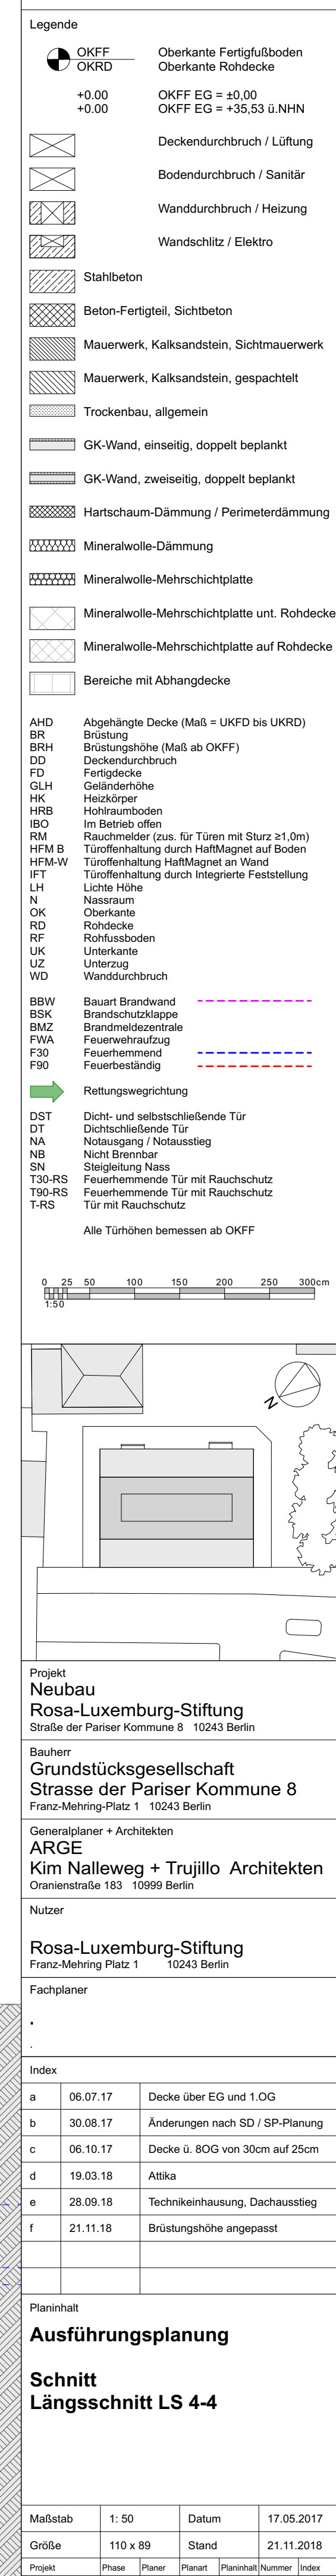 Legende
OKFF Oberkante Fertigfußboden
OKRD Oberkante Rohdecke
+0.00 OKFF EG = ±0,00
+0.00 OKFF EG = +35,53 ü.NHN
Deckendurchbruch / Lüftung
Bodendurchbruch / Sanitär
Wanddurchbruch / Heizung
Wandschlitz / Elektro
Stahlbeton
Beton-Fertigteil, Sichtbeton
Mauerwerk, Kalksandstein, Sichtmauerwerk
Mauerwerk, Kalksandstein, gespachtelt
Trockenbau, allgemein
GK-Wand, einseitig, doppelt beplankt
GK-Wand, zweiseitig, doppelt beplankt
Hartschaum-Dämmung / Perimeterdämmung
Mineralwolle-Dämmung
Mineralwolle-Mehrschichtplatte
Mineralwolle-Mehrschichtplatte unt. Rohdecke
Mineralwolle-Mehrschichtplatte auf Rohdecke
Bereiche mit Abhangdecke
AHD Abgehängte Decke (Maß = UKFD bis UKRD)
BR Brüstung
BRH Brüstungshöhe (Maß ab OKFF)
DD Deckendurchbruch
FD Fertigdecke
GLH Geländerhöhe
HK Heizkörper
HRB Hohlraumboden
IBO Im Betrieb offen
RM Rauchmelder (zus. für Türen mit Sturz ≥1,0m)
HFM B Türoffenhaltung durch HaftMagnet auf Boden
HFM-W Türoffenhaltung HaftMagnet an Wand
IFT Türoffenhaltung durch Integrierte Feststellung
LH Lichte Höhe
N Nassraum
OK Oberkante
RD Rohdecke
RF Rohfussboden
UK Unterkante
UZ Unterzug
WD Wanddurchbruch
BBW Bauart Brandwand
BSK Brandschutzklappe
BMZ Brandmeldezentrale
FWA Feuerwehraufzug
F30 Feuerhemmend
F90 Feuerbeständig
Rettungswegrichtung
DST Dicht- und selbstschließende Tür
DT Dichtschließende Tür
NA Notausgang / Notausstieg
NB Nicht Brennbar
SN Steigleitung Nass
T30-RS Feuerhemmende Tür mit Rauchschutz
T90-RS Feuerhemmende Tür mit Rauchschutz
T-RS Tür mit Rauchschutz
Alle Türhöhen bemessen ab OKFF
0 25 50 100 150 200 250 300cm
1:50
N
Projekt
Neubau
Rosa-Luxemburg-Stiftung
Straße der Pariser Kommune 8 10243 Berlin
Bauherr
Grundstücksgesellschaft
Strasse der Pariser Kommune 8
Franz-Mehring-Platz 1 10243 Berlin
Generalplaner + Architekten
ARGE
Kim Nalleweg + Trujillo Architekten
Oranienstraße 183 10999 Berlin
Nutzer
Rosa-Luxemburg-Stiftung
Franz-Mehring Platz 1 10243 Berlin
Fachplaner
.
.
Index
a 06.07.17 Decke über EG und 1.OG
b 30.08.17 Änderungen nach SD / SP-Planung
c 06.10.17 Decke ü. 8OG von 30cm auf 25cm
d 19.03.18 Attika
e 28.09.18 Technikeinhausung, Dachausstieg
f 21.11.18 Brüstungshöhe angepasst
Planinhalt
Ausführungsplanung
Schnitt
Längsschnitt LS 4-4
Maßstab 1: 50 Datum 17.05.2017
Größe 110 x 89 Stand 21.11.2018
Projekt Phase Planer Planart Planinhalt Nummer Index